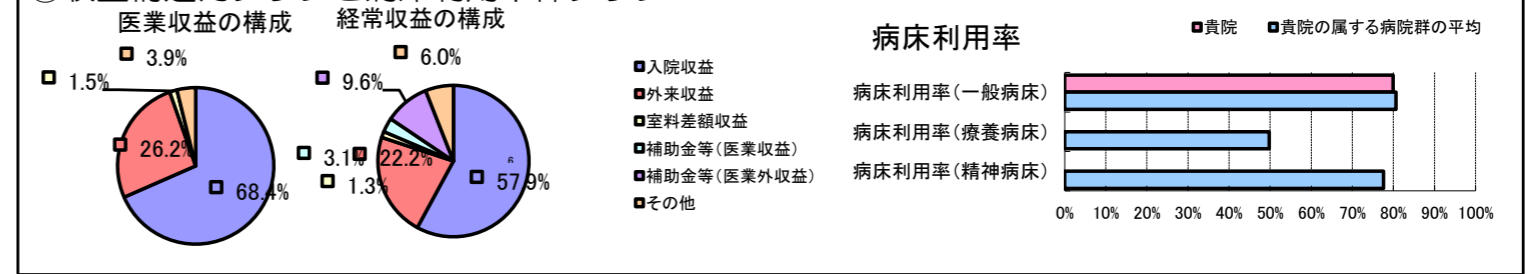 医業収益の構成
3.9%
1.5%
26.2%
68.4%
経常収益の構成
6.0%
9.6%
3.1%
22.2%
1.3%
57.9%
入院収益
外来収益
室料差額収益
補助金等(医業収益)
補助金等(医業外収益)
その他
病床利用率
貴院 貴院の属する病院群の平均
病床利用率(一般病床)
病床利用率(療養病床)
病床利用率(精神病床)
0% 10% 20% 30% 40% 50% 60% 70% 80% 90% 100%